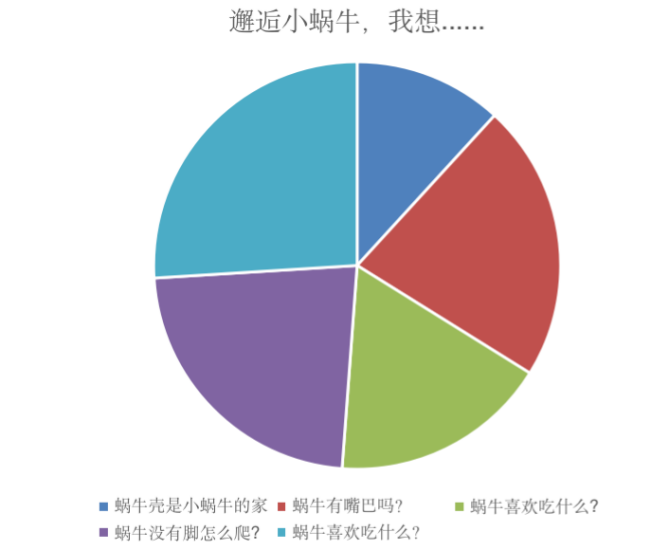 邂逅小蜗牛，我想......
蜗牛壳是小蜗牛的家 蜗牛有嘴巴吗? 蜗牛喜欢吃什么?
蜗牛没有脚怎么爬? 蜗牛喜欢吃什么?